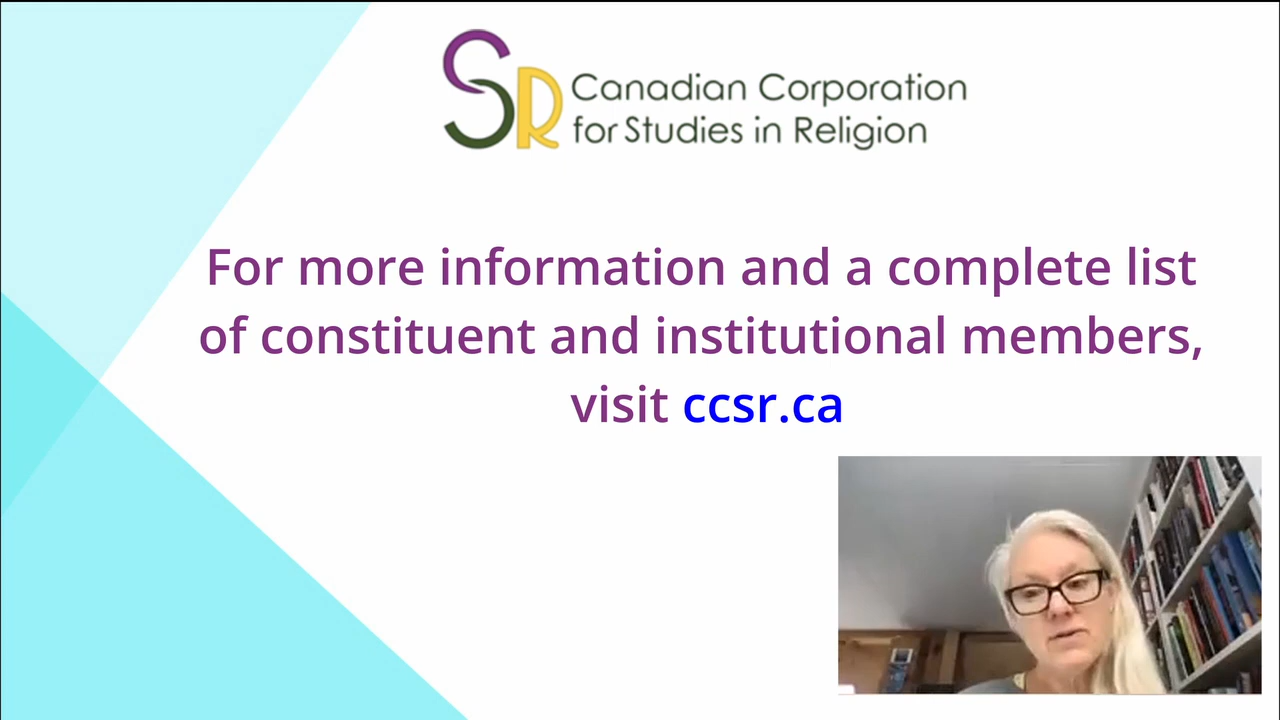 SR Canadian Corporation
for Studies in Religion
For more information and a complete list
of constituent and institutional members,
visit ccsr.ca